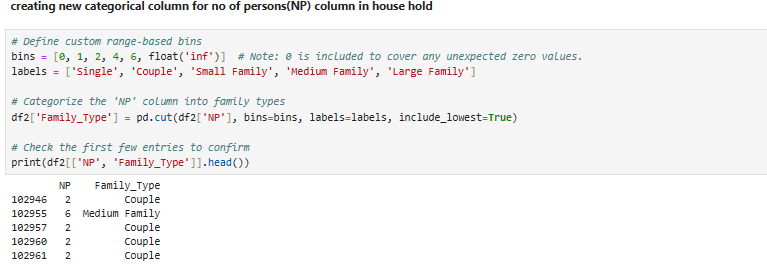 creating new categorical column for no of persons(NP) column in house hold
# Define custom range-based bins
bins = [0, 1, 2, 4, 6, float('inf')]  # Note: 0 is included to cover any unexpected zero values.
labels = ['Single', 'Couple', 'Small Family', 'Medium Family', 'Large Family']
# Categorize the 'NP' column into family types
df2['Family_Type'] = pd.cut(df2['NP'], bins=bins, labels=labels, include_lowest=True)
# Check the first few entries to confirm
print(df2[['NP', 'Family_Type']].head())
NP Family_Type
102946 2 Couple
102955 6 Medium Family
102957 2 Couple
102960 2 Couple
102961 2 Couple